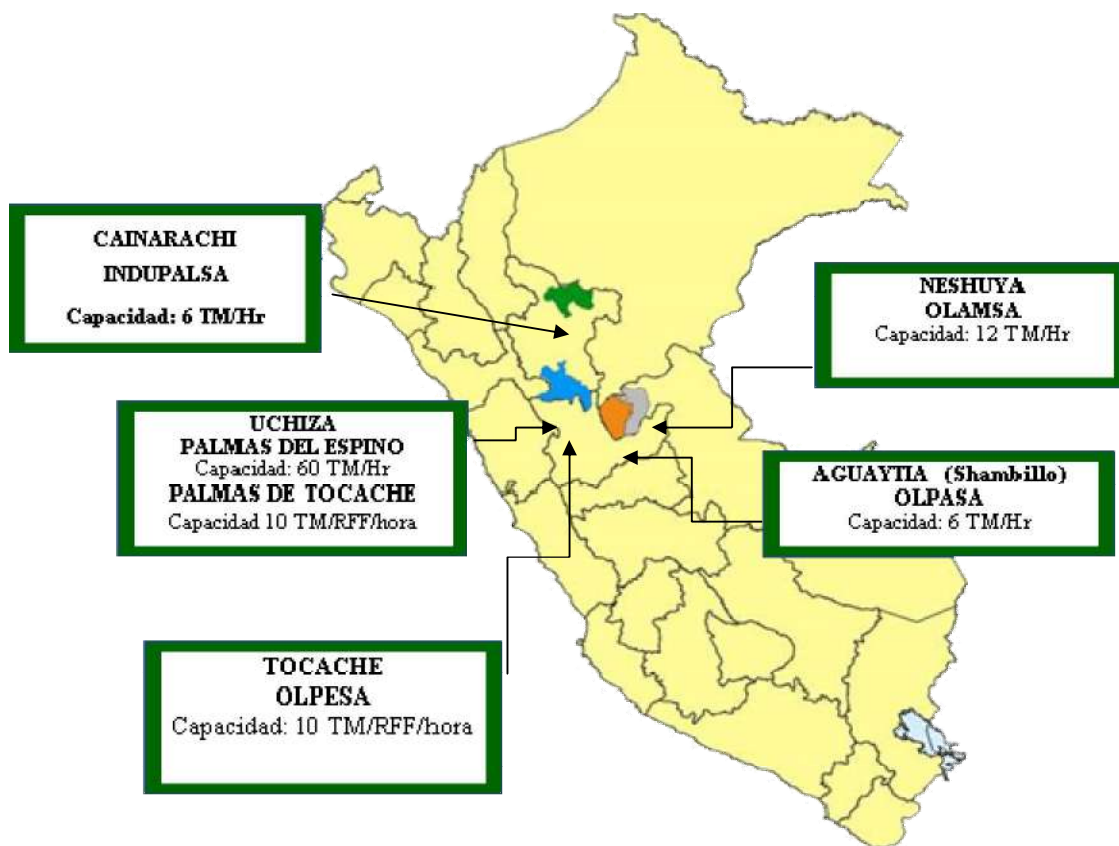 CAINARACHI
INDUPALSA
Capacidad: 6 TM/Hr
NESHUYA
OLAMSA
Capacidad: 12 TM/Hr
UCHIZA
PALMAS DEL ESPINO
Capacidad: 60 TM/Hr
PALMAS DE TOCACHE
Capacidad 10 TM/RFF/hora
AGUAYTIA (Shambillo)
OLPASA
Capacidad: 6 TM/Hr
TOCACHE
OLPESA
Capacidad: 10 TM/RFF/hora